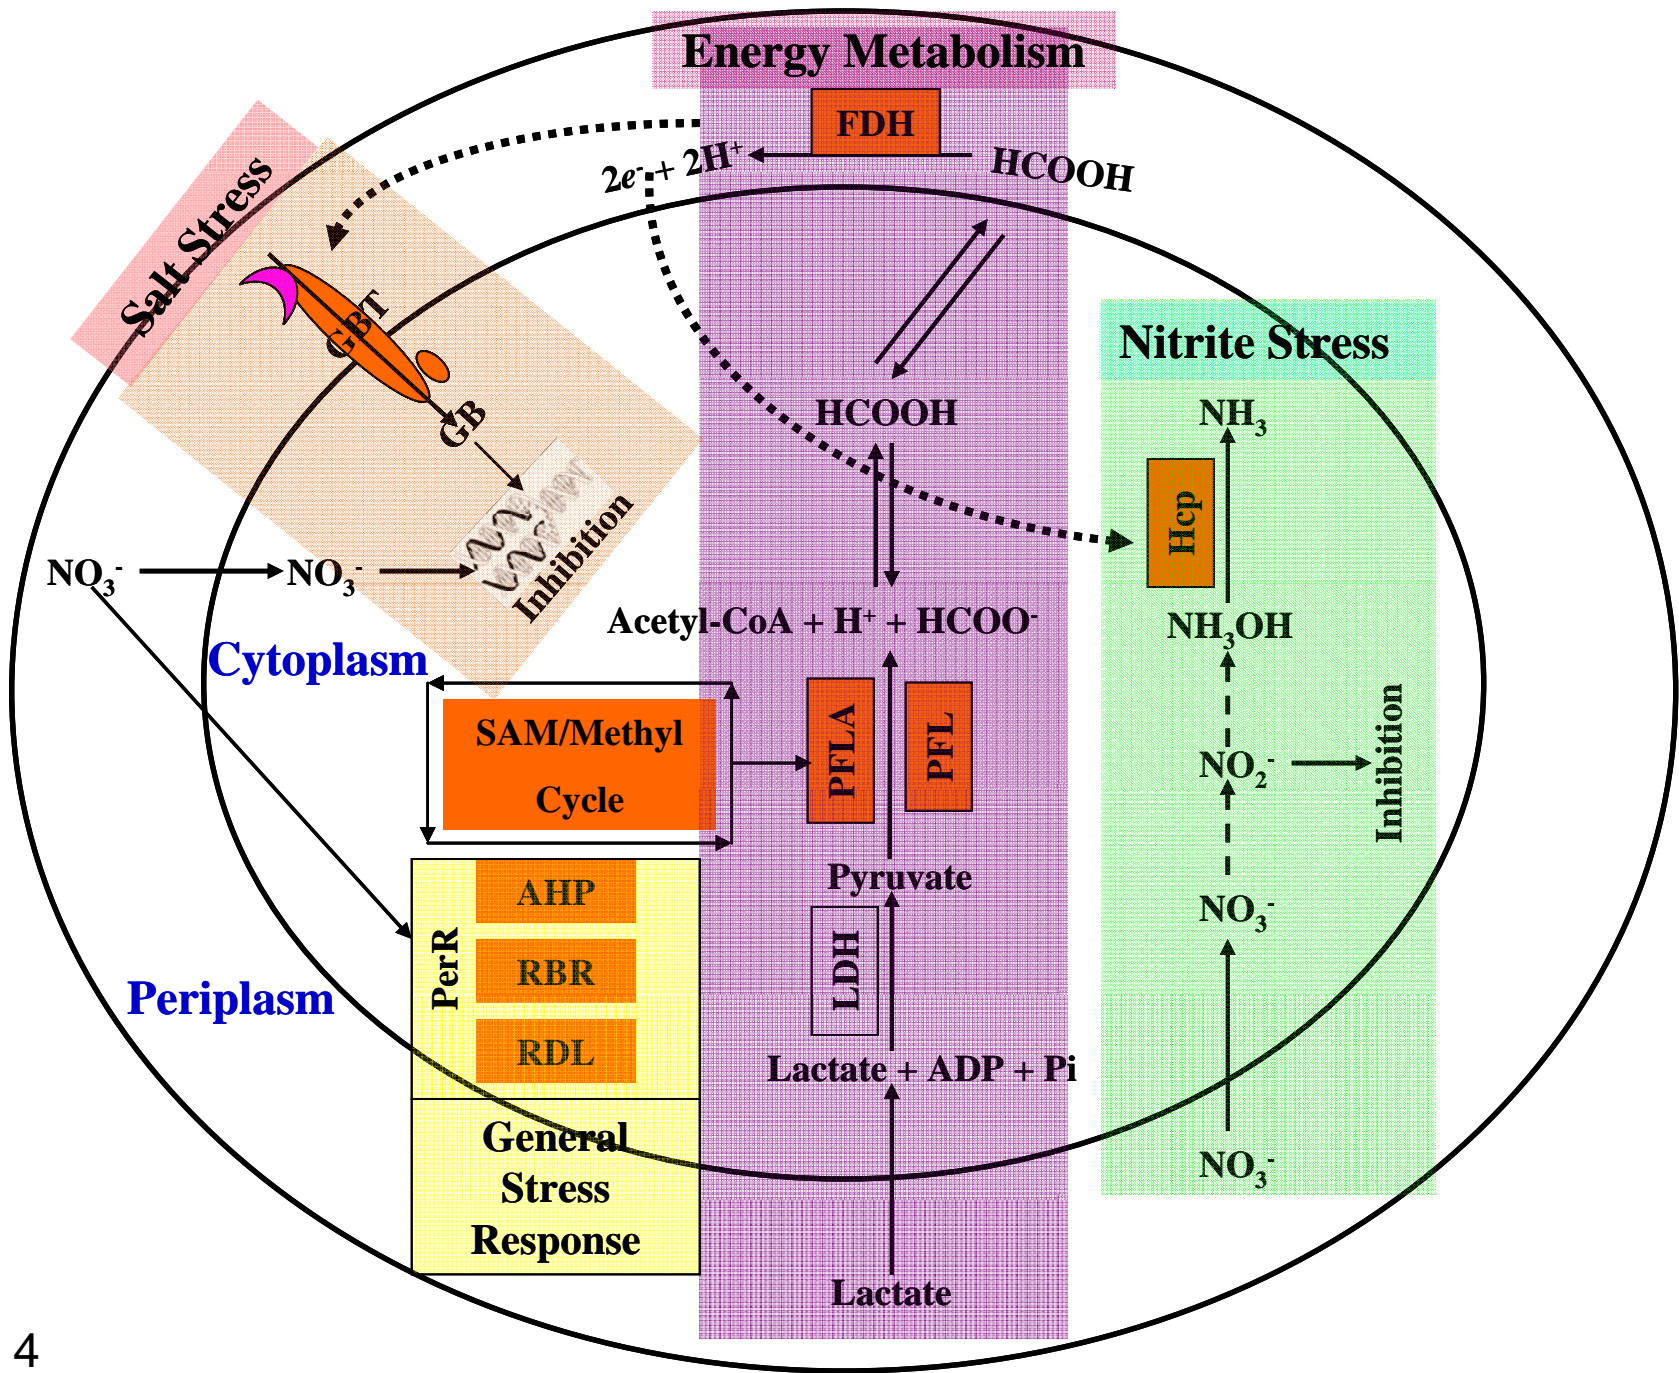 Energy Metabolism
FDH
2e- + 2H+
HCOOH
Salt Stress
GBT
GB
Inhibition
NO3-
NO3-
Cytoplasm
Periplasm
HCOOH
Acetyl-CoA + H+ + HCOO-
SAM/Methyl
Cycle
PFLA
PFL
Pyruvate
LDH
Lactate + ADP + Pi
Lactate
PerR
AHP
RBR
RDL
General
Stress
Response
Nitrite Stress
NH3
Hcp
NH3OH
NO2-
Inhibition
NO3-
NO3-
4